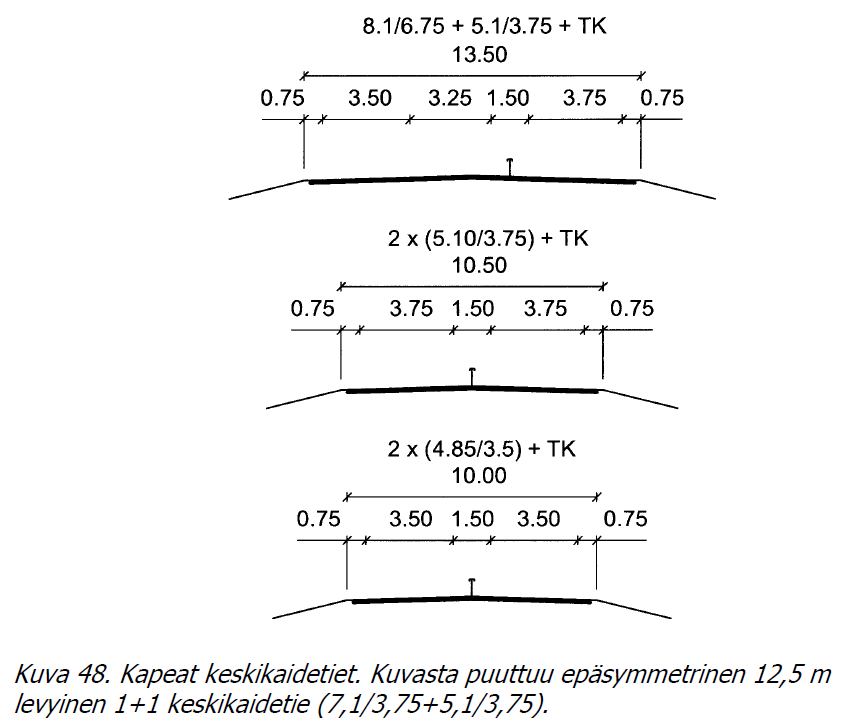 8.1/6.75 + 5.1/3.75 + TK
13.50
0.75 3.50 3.25 1.50 3.75 0.75
2 x (5.10/3.75) + TK
10.50
0.75 3.75 1.50 3.75 0.75
2 x (4.85/3.5) + TK
10.00
0.75 3.50 1.50 3.50 0.75
Kuva 48. Kapeat keskikaidetiet. Kuvasta puuttuu epäsymmetrinen 12,5 m
levyinen 1+1 keskikaidetie (7,1/3,75+5,1/3,75).